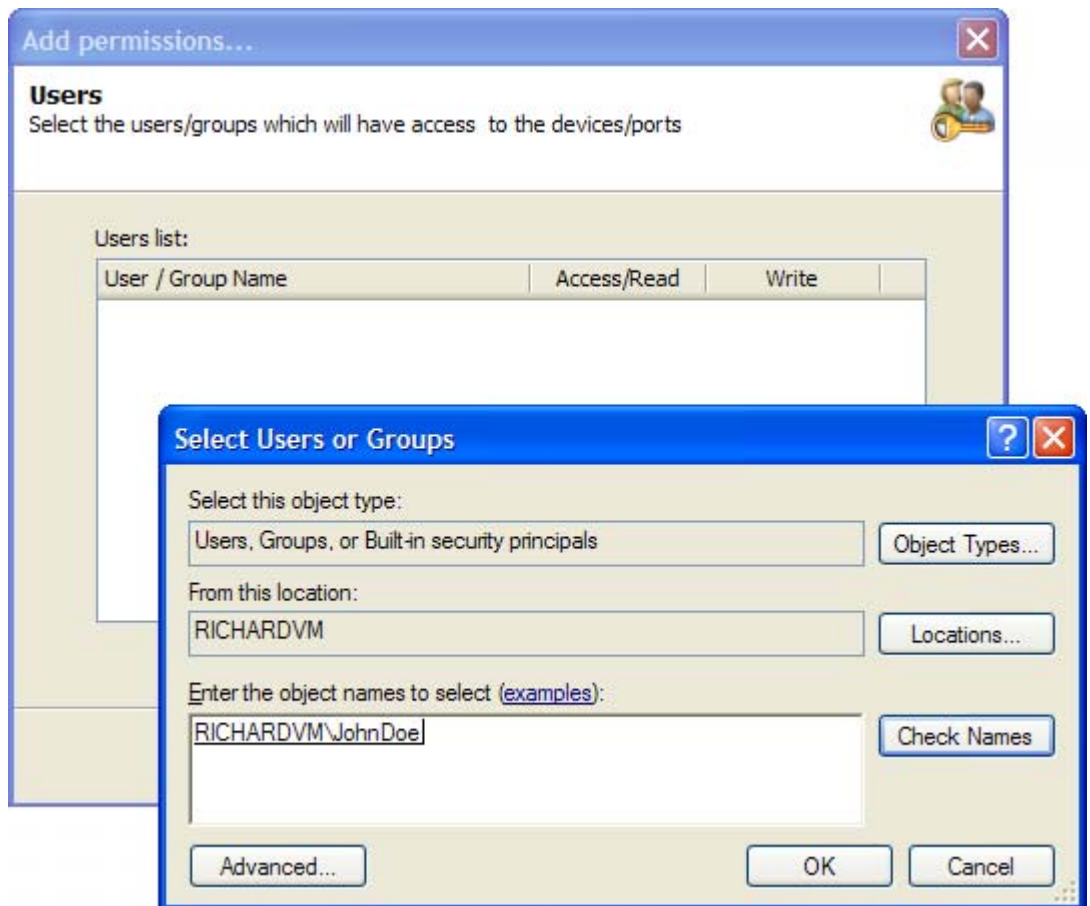 Add permissions...
Users
Select the users/groups which will have access to the devices/ports
Users list:
User / Group Name Access/Read Write
Select Users or Groups
Select this object type:
Users, Groups, or Built-in security principals Object Types...
From this location:
RICHARDVM Locations...
Enter the object names to select (examples):
RICHARDVM\JohnDoe Check Names
Advanced... OK Cancel